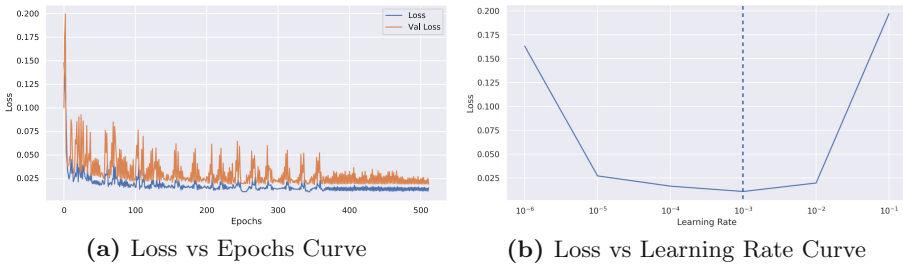 0.200
0.175
0.150
0.125
0.100
0.075
0.050
0.025
Loss
Loss
Val Loss
0 100 200 300 400 500
Epochs
(a) Loss vs Epochs Curve
0.200
0.175
0.150
0.125
0.100
0.075
0.050
0.025
Loss
10⁻⁶ 10⁻⁵ 10⁻⁴ 10⁻³ 10⁻² 10⁻¹
Learning Rate
(b) Loss vs Learning Rate Curve